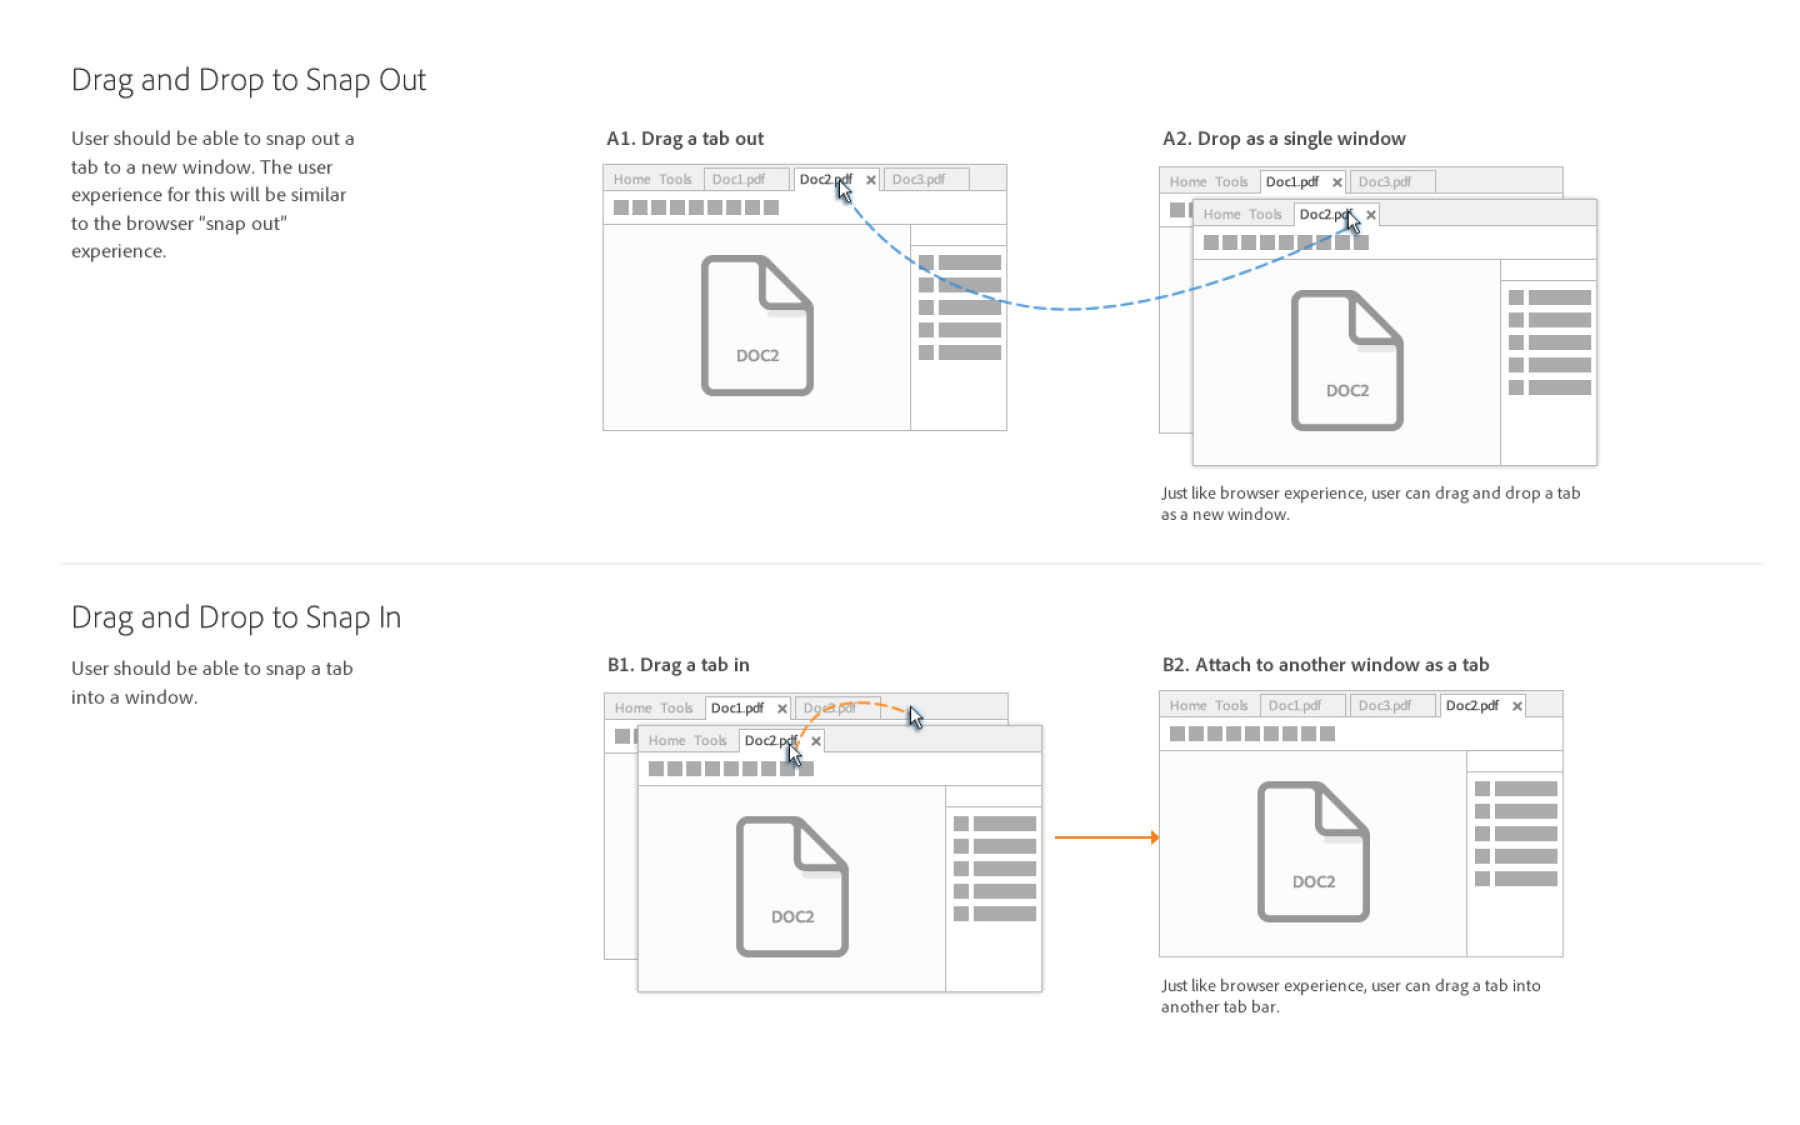 Drag and Drop to Snap Out
User should be able to snap out a
tab to a new window. The user
experience for this will be similar
to the browser “snap out”
experience.
A1. Drag a tab out
Home Tools Doc1.pdf Doc2.pdf Doc3.pdf
DOC2
A2. Drop as a single window
Home Tools Doc1.pdf Doc3.pdf
Home Tools Doc2.pdf
DOC2
Just like browser experience, user can drag and drop a tab
as a new window.
Drag and Drop to Snap In
User should be able to snap a tab
into a window.
B1. Drag a tab in
Home Tools Doc1.pdf Doc3.pdf
Home Tools Doc2.pdf
DOC2
B2. Attach to another window as a tab
Home Tools Doc1.pdf Doc3.pdf Doc2.pdf
DOC2
Just like browser experience, user can drag a tab into
another tab bar.